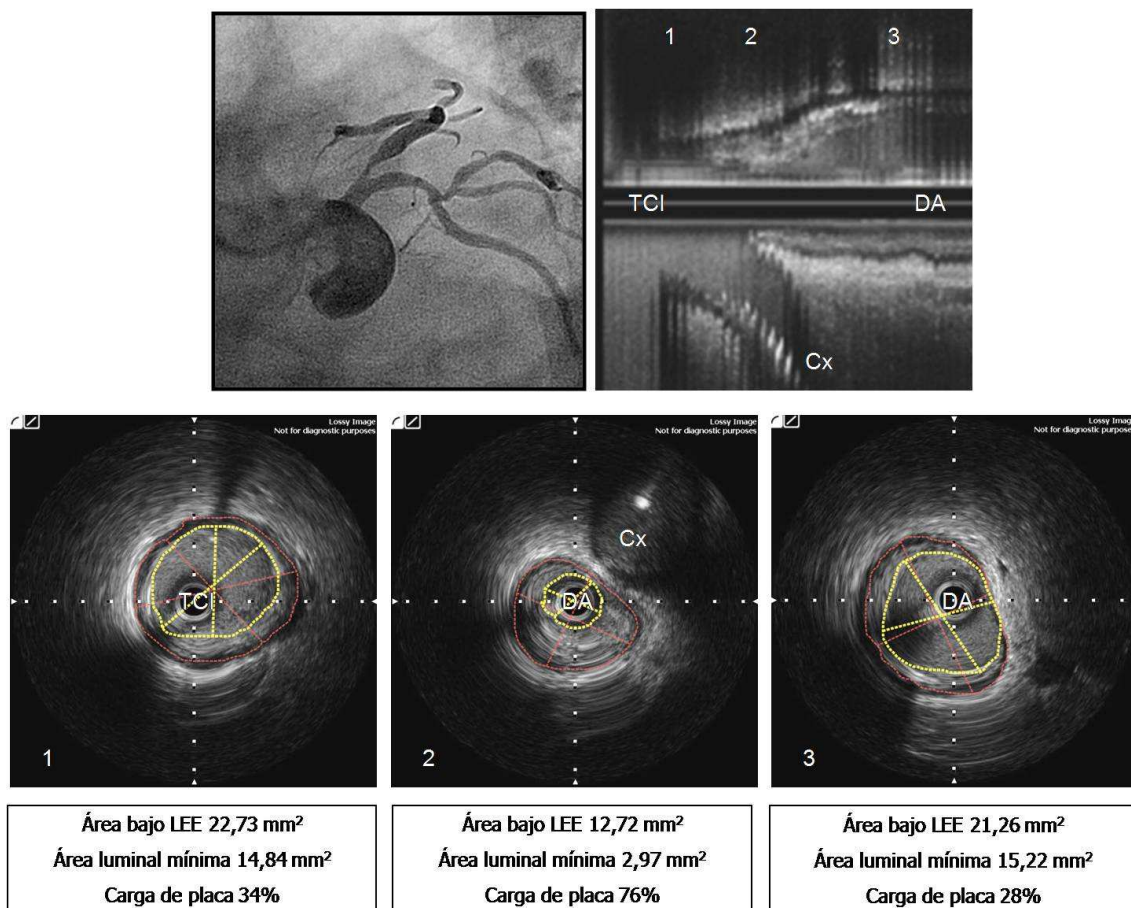 1 2 3
TCI DA
Cx
Lossy Image
Not for diagnostic purposes
TCI
1
Lossy Image
Not for diagnostic purposes
Cx
DA
2
Lossy Image
Not for diagnostic purposes
DA
3
Área bajo LEE 22,73 mm²
Área luminal mínima 14,84 mm²
Carga de placa 34%
Área bajo LEE 12,72 mm²
Área luminal mínima 2,97 mm²
Carga de placa 76%
Área bajo LEE 21,26 mm²
Área luminal mínima 15,22 mm²
Carga de placa 28%